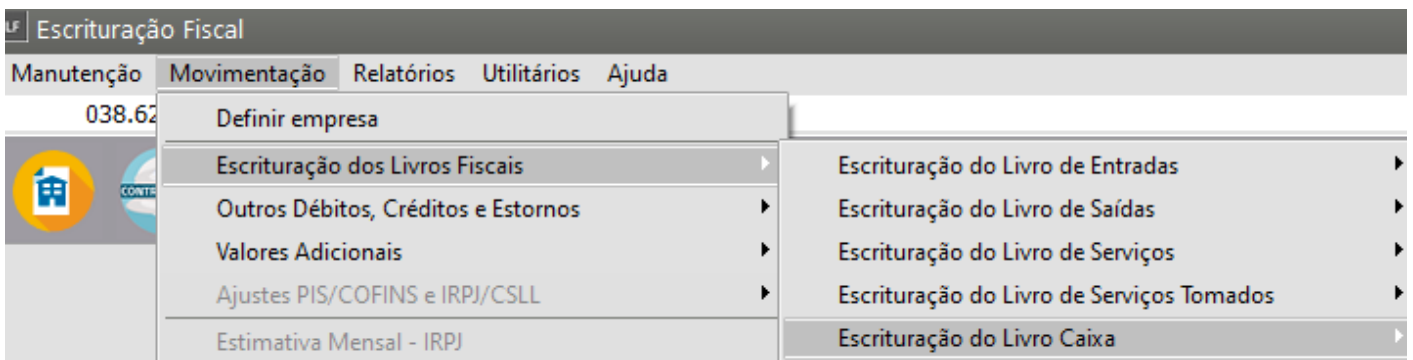 LF Escrituração Fiscal
Manutenção Movimentação Relatórios Utilitários Ajuda
038.62
Definir empresa
Escrituração dos Livros Fiscais
Outros Débitos, Créditos e Estornos
Valores Adicionais
Ajustes PIS/COFINS e IRPJ/CSLL
Estimativa Mensal - IRPJ
Escrituração do Livro de Entradas
Escrituração do Livro de Saídas
Escrituração do Livro de Serviços
Escrituração do Livro de Serviços Tomados
Escrituração do Livro Caixa